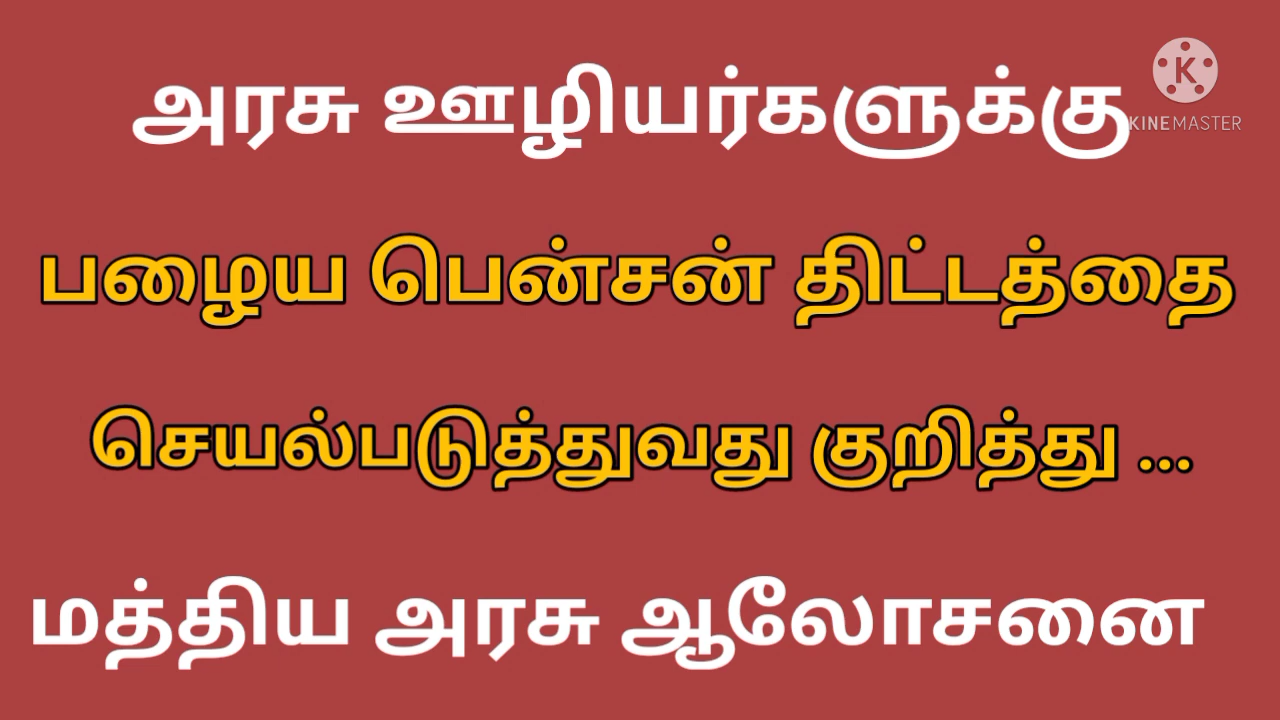 அரசு ஊழியர்களுக்கு
K
KINEMASTER
பழைய பென்சன் திட்டத்தை
செயல்படுத்துவது குறித்து ...
மத்திய அரசு ஆலோசனை